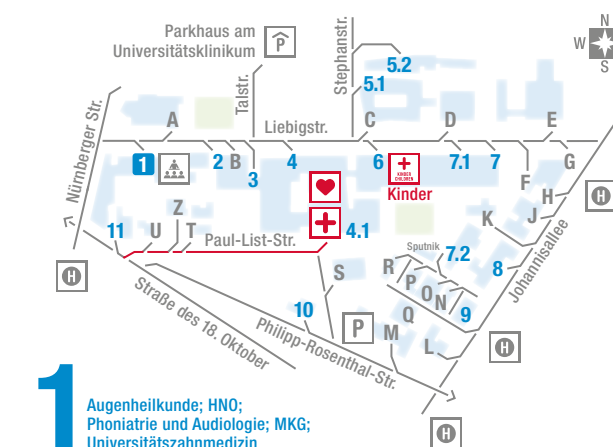 Parkhaus am
Universitätsklinikum
P
Stephanstr.
5.2
5.1
N
W
S
Talstr.
Nürnberger Str.
A
Liebigstr.
C
D
E
1
2
B
3
4
6
KINDER
CHILDREN
Kinder
7.1
7
F
G
H
H
J
K
Johannisallee
11
U
Z
T
Paul-List-Str.
4.1
Sputnik
7.2
8
H
Straße des 18. Oktober
S
R
P
O
N
9
Q
10
P
M
L
H
Philipp-Rosenthal-Str.
H
1
Augenheilkunde; HNO;
Phoniatrie und Audiologie; MKG;
Universitätszahnmedizin